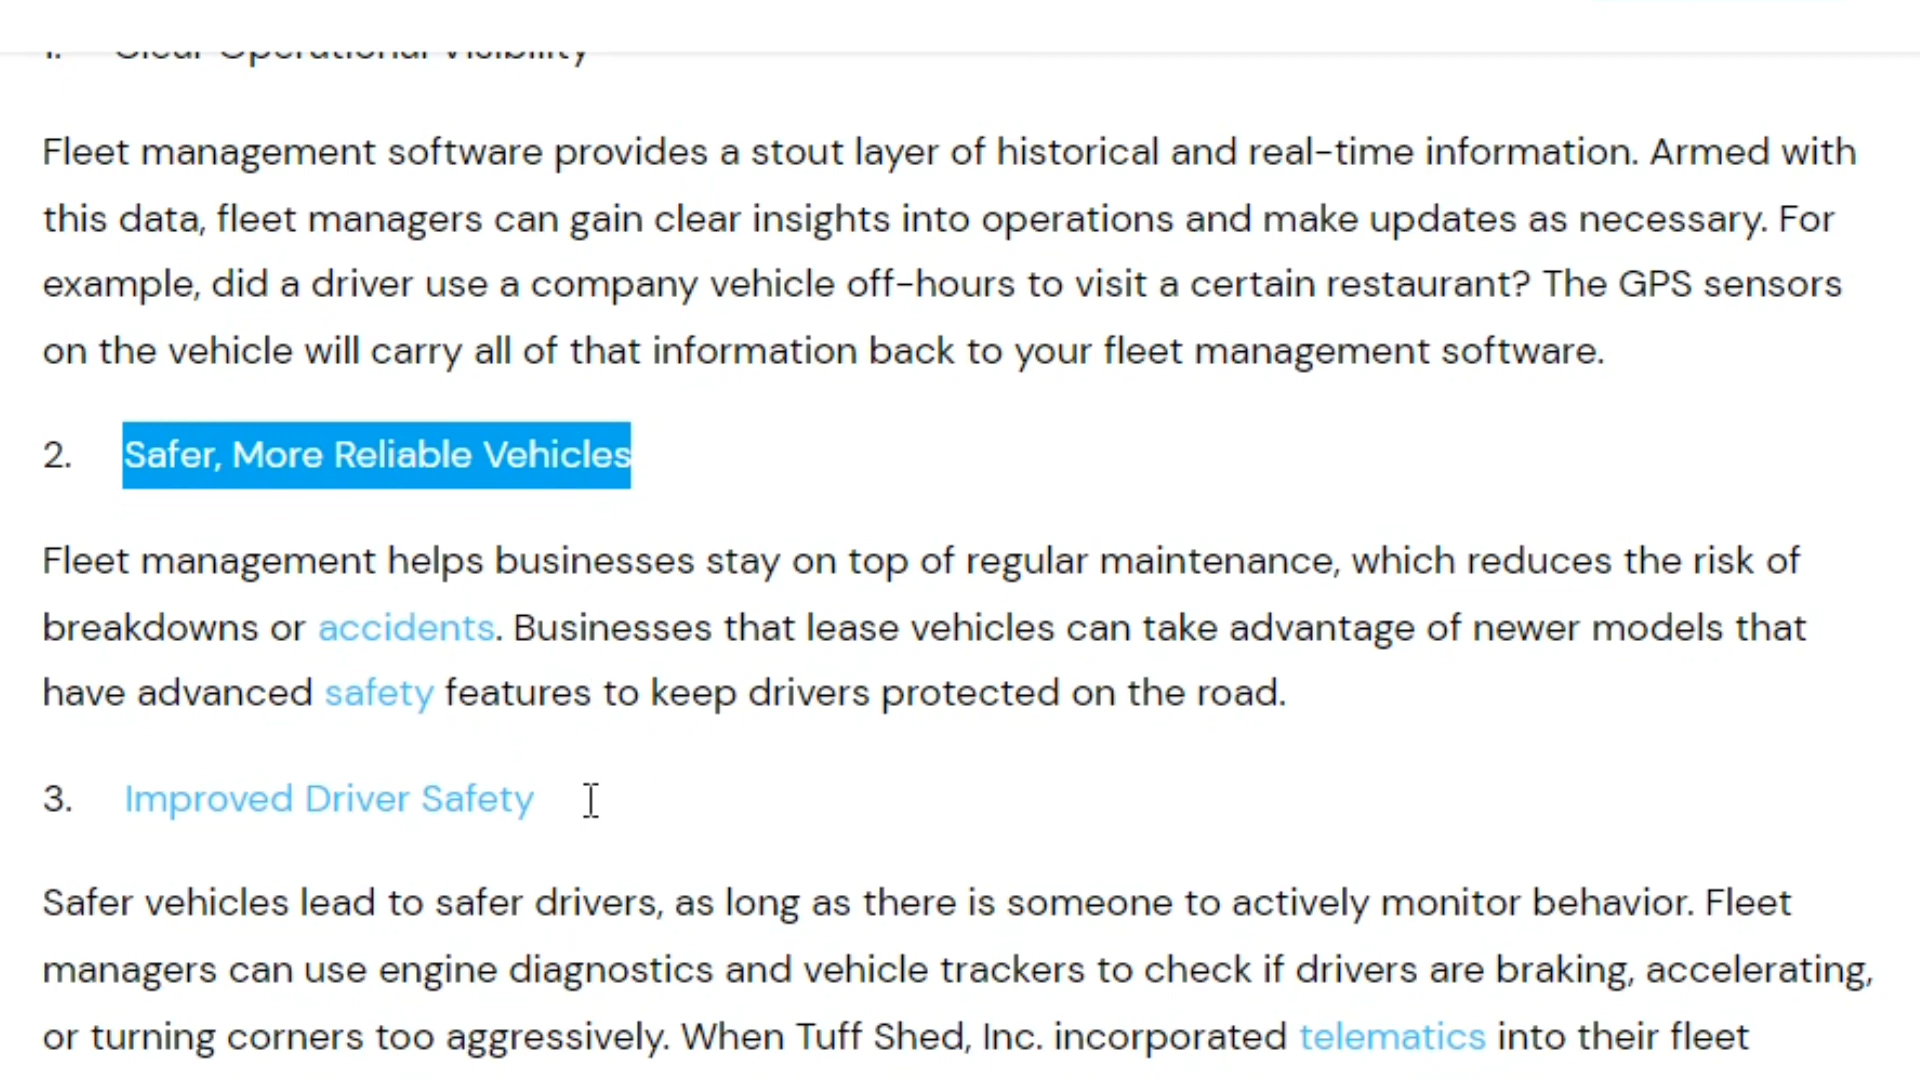 1. Clear Operational Visibility
Fleet management software provides a stout layer of historical and real-time information. Armed with
this data, fleet managers can gain clear insights into operations and make updates as necessary. For
example, did a driver use a company vehicle off-hours to visit a certain restaurant? The GPS sensors
on the vehicle will carry all of that information back to your fleet management software.
2. Safer, More Reliable Vehicles
Fleet management helps businesses stay on top of regular maintenance, which reduces the risk of
breakdowns or accidents. Businesses that lease vehicles can take advantage of newer models that
have advanced safety features to keep drivers protected on the road.
3. Improved Driver Safety
Safer vehicles lead to safer drivers, as long as there is someone to actively monitor behavior. Fleet
managers can use engine diagnostics and vehicle trackers to check if drivers are braking, accelerating,
or turning corners too aggressively. When Tuff Shed, Inc. incorporated telematics into their fleet